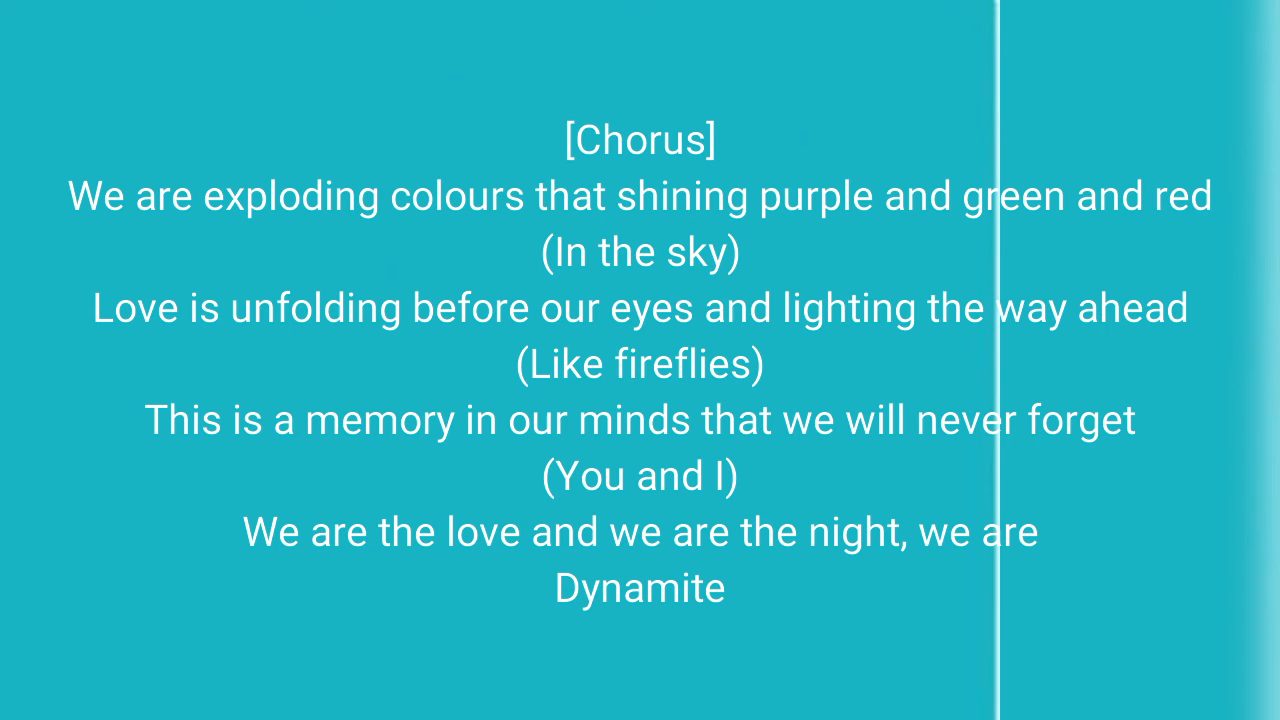 [Chorus]
We are exploding colours that shining purple and green and red
(In the sky)
Love is unfolding before our eyes and lighting the way ahead
(Like fireflies)
This is a memory in our minds that we will never forget
(You and I)
We are the love and we are the night, we are
Dynamite